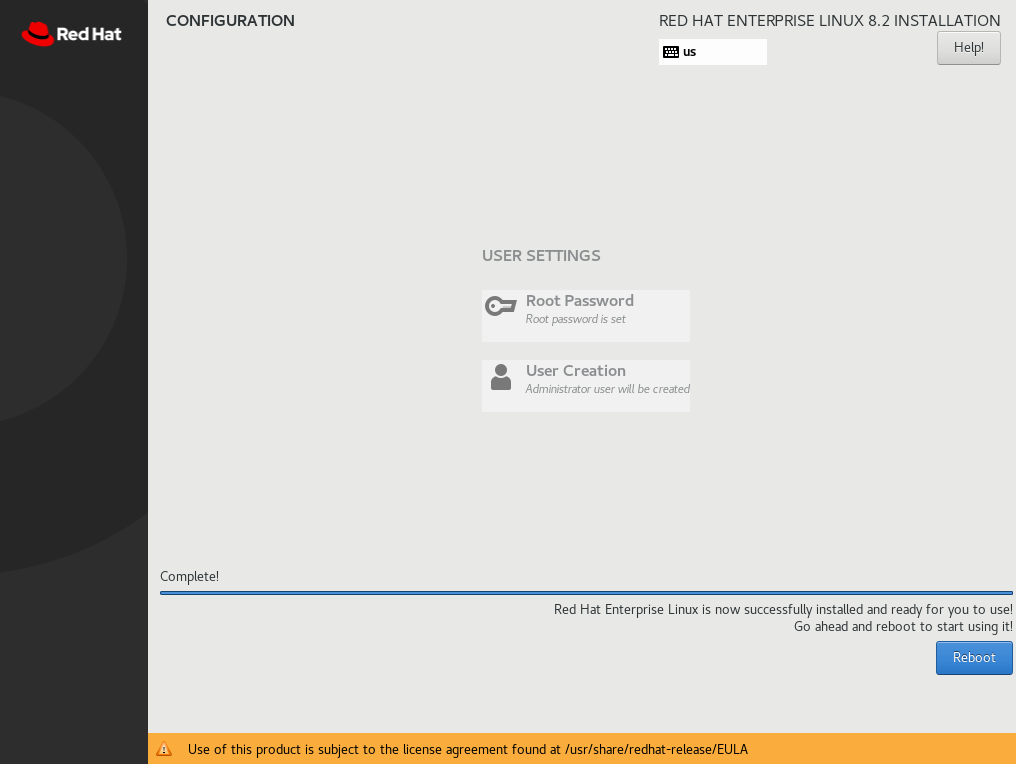 Red Hat
CONFIGURATION
RED HAT ENTERPRISE LINUX 8.2 INSTALLATION
us
Help!
USER SETTINGS
Root Password
Root password is set
User Creation
Administrator user will be created
Complete!
Red Hat Enterprise Linux is now successfully installed and ready for you to use!
Go ahead and reboot to start using it!
Reboot
Use of this product is subject to the license agreement found at /usr/share/redhat-release/EULA